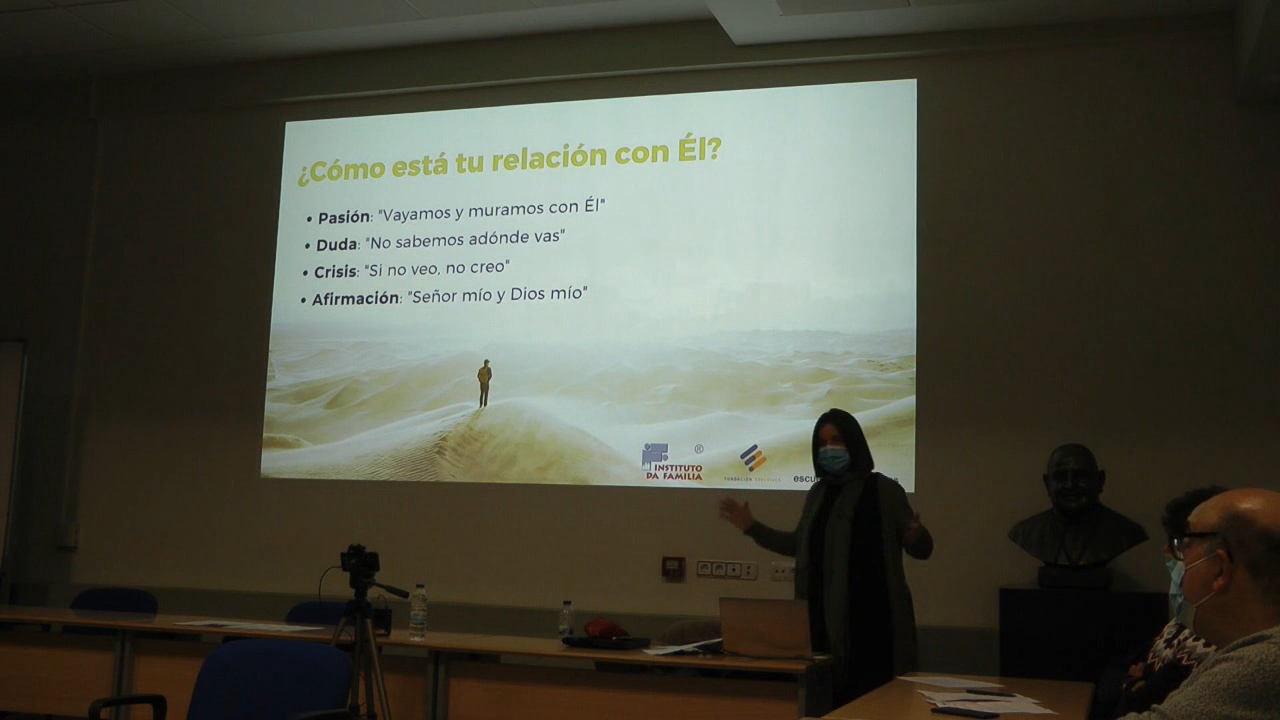 ¿Cómo está tu relación con Él?
• Pasión: "Vayamos y muramos con Él"
• Duda: "No sabemos adónde vas"
• Crisis: "Si no veo, no creo"
• Afirmación: "Señor mío y Dios mío"
®
INSTITUTO
DA FAMILIA
FUNDACIÓN